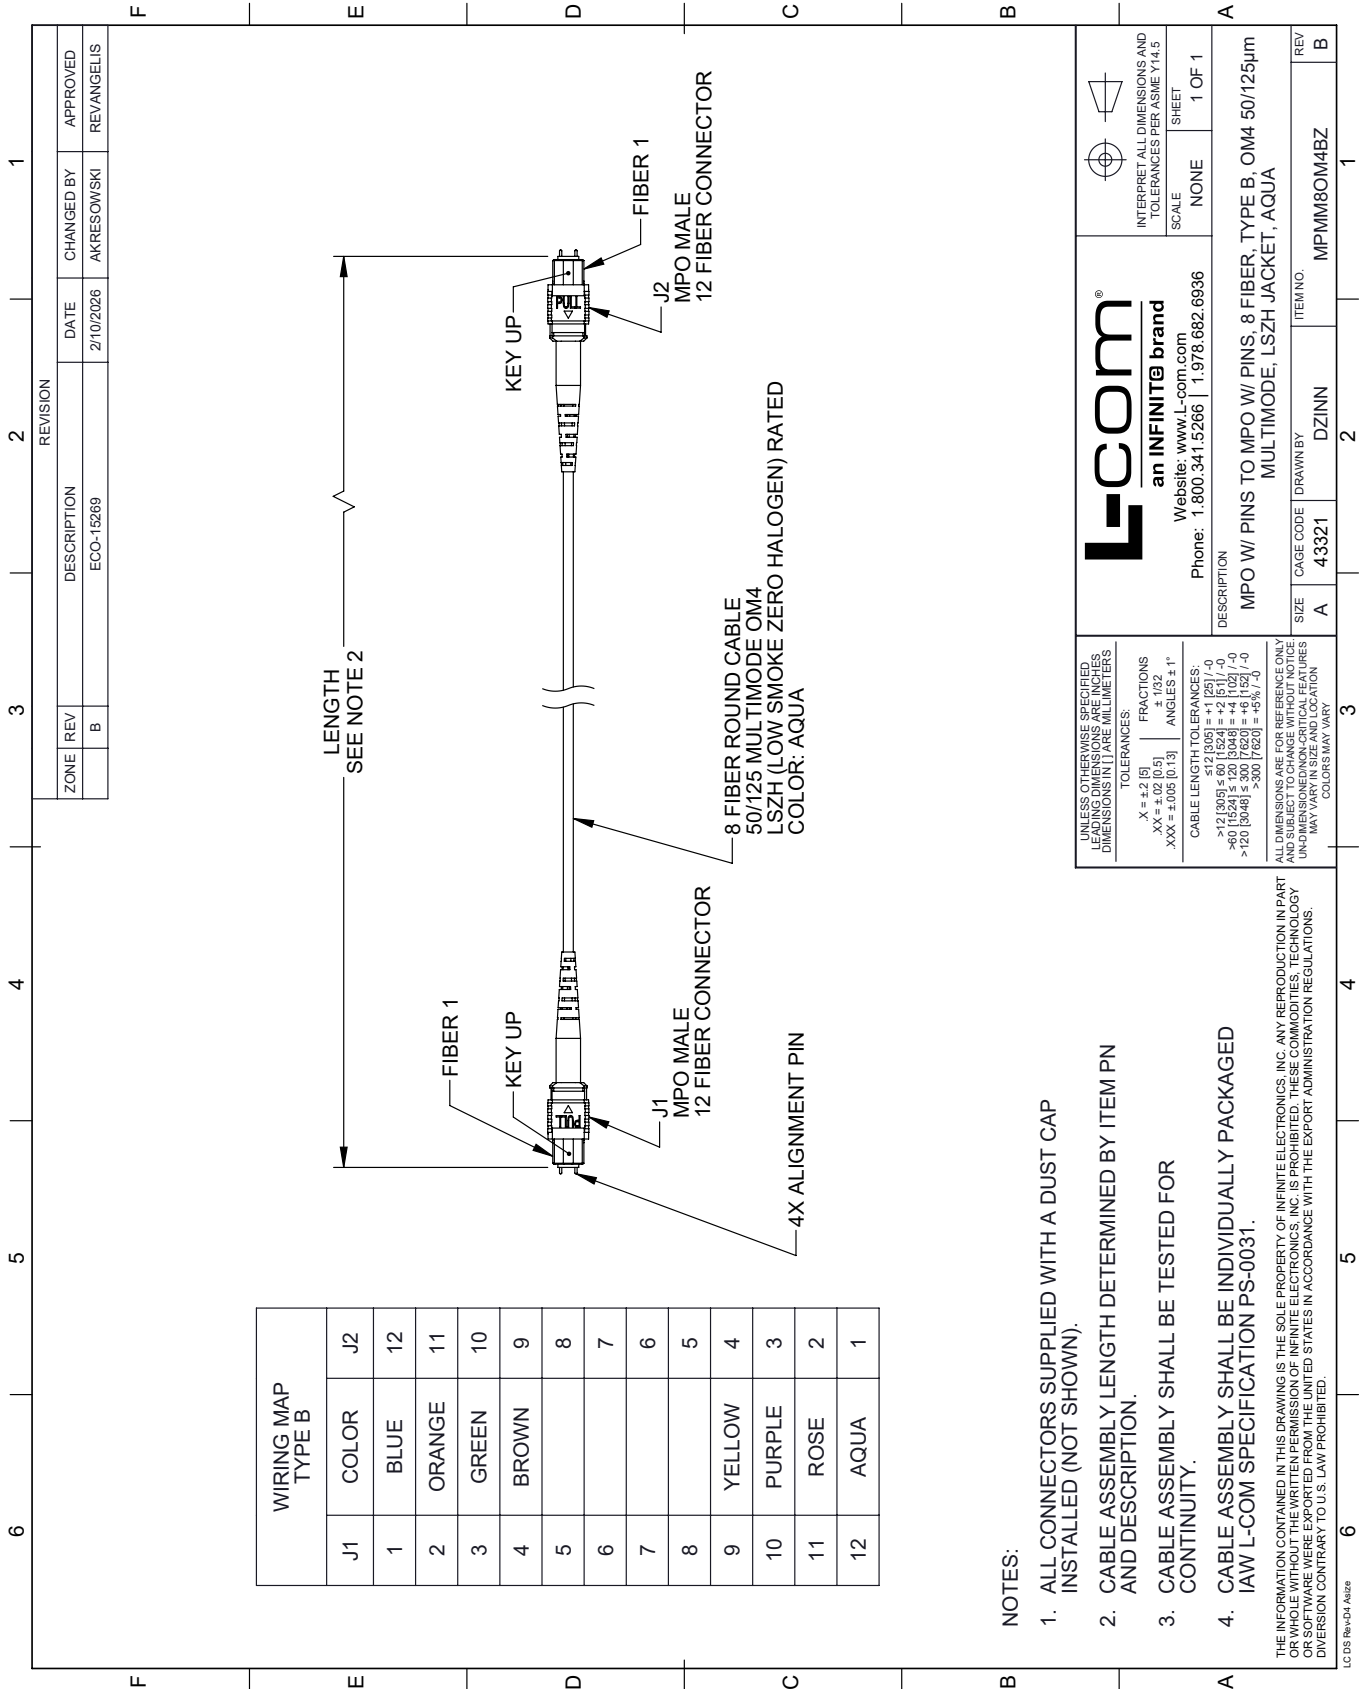 6 5 4 3 2 1
F
E
D
C
B
A
REVISION
ZONE REV DESCRIPTION DATE CHANGED BY APPROVED
B ECO-15269 2/10/2026 AKRESOWSKI REVANGELIS
WIRING MAP
TYPE B
J1 COLOR J2
1 BLUE 12
2 ORANGE 11
3 GREEN 10
4 BROWN 9
5 8
6 7
7 6
8 5
9 YELLOW 4
10 PURPLE 3
11 ROSE 2
12 AQUA 1
LENGTH
SEE NOTE 2
FIBER 1
KEY UP
PULL
J1
MPO MALE
12 FIBER CONNECTOR
4X ALIGNMENT PIN
8 FIBER ROUND CABLE
50/125 MULTIMODE OM4
LSZH (LOW SMOKE ZERO HALOGEN) RATED
COLOR: AQUA
KEY UP
PULL
FIBER 1
J2
MPO MALE
12 FIBER CONNECTOR
NOTES:
1. ALL CONNECTORS SUPPLIED WITH A DUST CAP
INSTALLED (NOT SHOWN).
2. CABLE ASSEMBLY LENGTH DETERMINED BY ITEM PN
AND DESCRIPTION.
3. CABLE ASSEMBLY SHALL BE TESTED FOR
CONTINUITY.
4. CABLE ASSEMBLY SHALL BE INDIVIDUALLY PACKAGED
IAW L-COM SPECIFICATION PS-0031.
THE INFORMATION CONTAINED IN THIS DRAWING IS THE SOLE PROPERTY OF INFINITE ELECTRONICS, INC. ANY REPRODUCTION IN PART
OR WHOLE WITHOUT THE WRITTEN PERMISSION OF INFINITE ELECTRONICS, INC. IS PROHIBITED. THESE COMMODITIES, TECHNOLOGY
OR SOFTWARE WERE EXPORTED FROM THE UNITED STATES IN ACCORDANCE WITH THE EXPORT ADMINISTRATION REGULATIONS.
DIVERSION CONTRARY TO U.S. LAW PROHIBITED.
UNLESS OTHERWISE SPECIFIED
LEADING DIMENSIONS ARE INCHES
DIMENSIONS IN [ ] ARE MILLIMETERS
TOLERANCES:
.X = ±.2 [5] FRACTIONS
.XX = ±.02 [0.5] ± 1/32
.XXX = ±.005 [0.13] ANGLES ± 1°
CABLE LENGTH TOLERANCES:
≤12 [305] = +1 [25] / -0
>12 [305] ≤ 60 [1524] = +2 [51] / -0
>60 [1524] ≤ 120 [3048] = +4 [102] / -0
>120 [3048] ≤ 300 [7620] = +6 [152] / -0
>300 [7620] = +5% / -0
ALL DIMENSIONS ARE FOR REFERENCE ONLY
AND SUBJECT TO CHANGE WITHOUT NOTICE.
UN-DIMENSIONED/NON-CRITICAL FEATURES
MAY VARY IN SIZE AND LOCATION
COLORS MAY VARY
L-com®
an INFINITE brand
Website: www.L-com.com
Phone: 1.800.341.5266 | 1.978.682.6936
INTERPRET ALL DIMENSIONS AND
TOLERANCES PER ASME Y14.5
SCALE NONE
SHEET 1 OF 1
DESCRIPTION
MPO W/ PINS TO MPO W/ PINS, 8 FIBER, TYPE B, OM4 50/125µm
MULTIMODE, LSZH JACKET, AQUA
SIZE CAGE CODE DRAWN BY ITEM NO. REV
A 43321 DZINN MPMM8OM4BZ B
F
E
D
C
B
A
6 5 4 3 2 1
LC DS Rev-D4 Asize